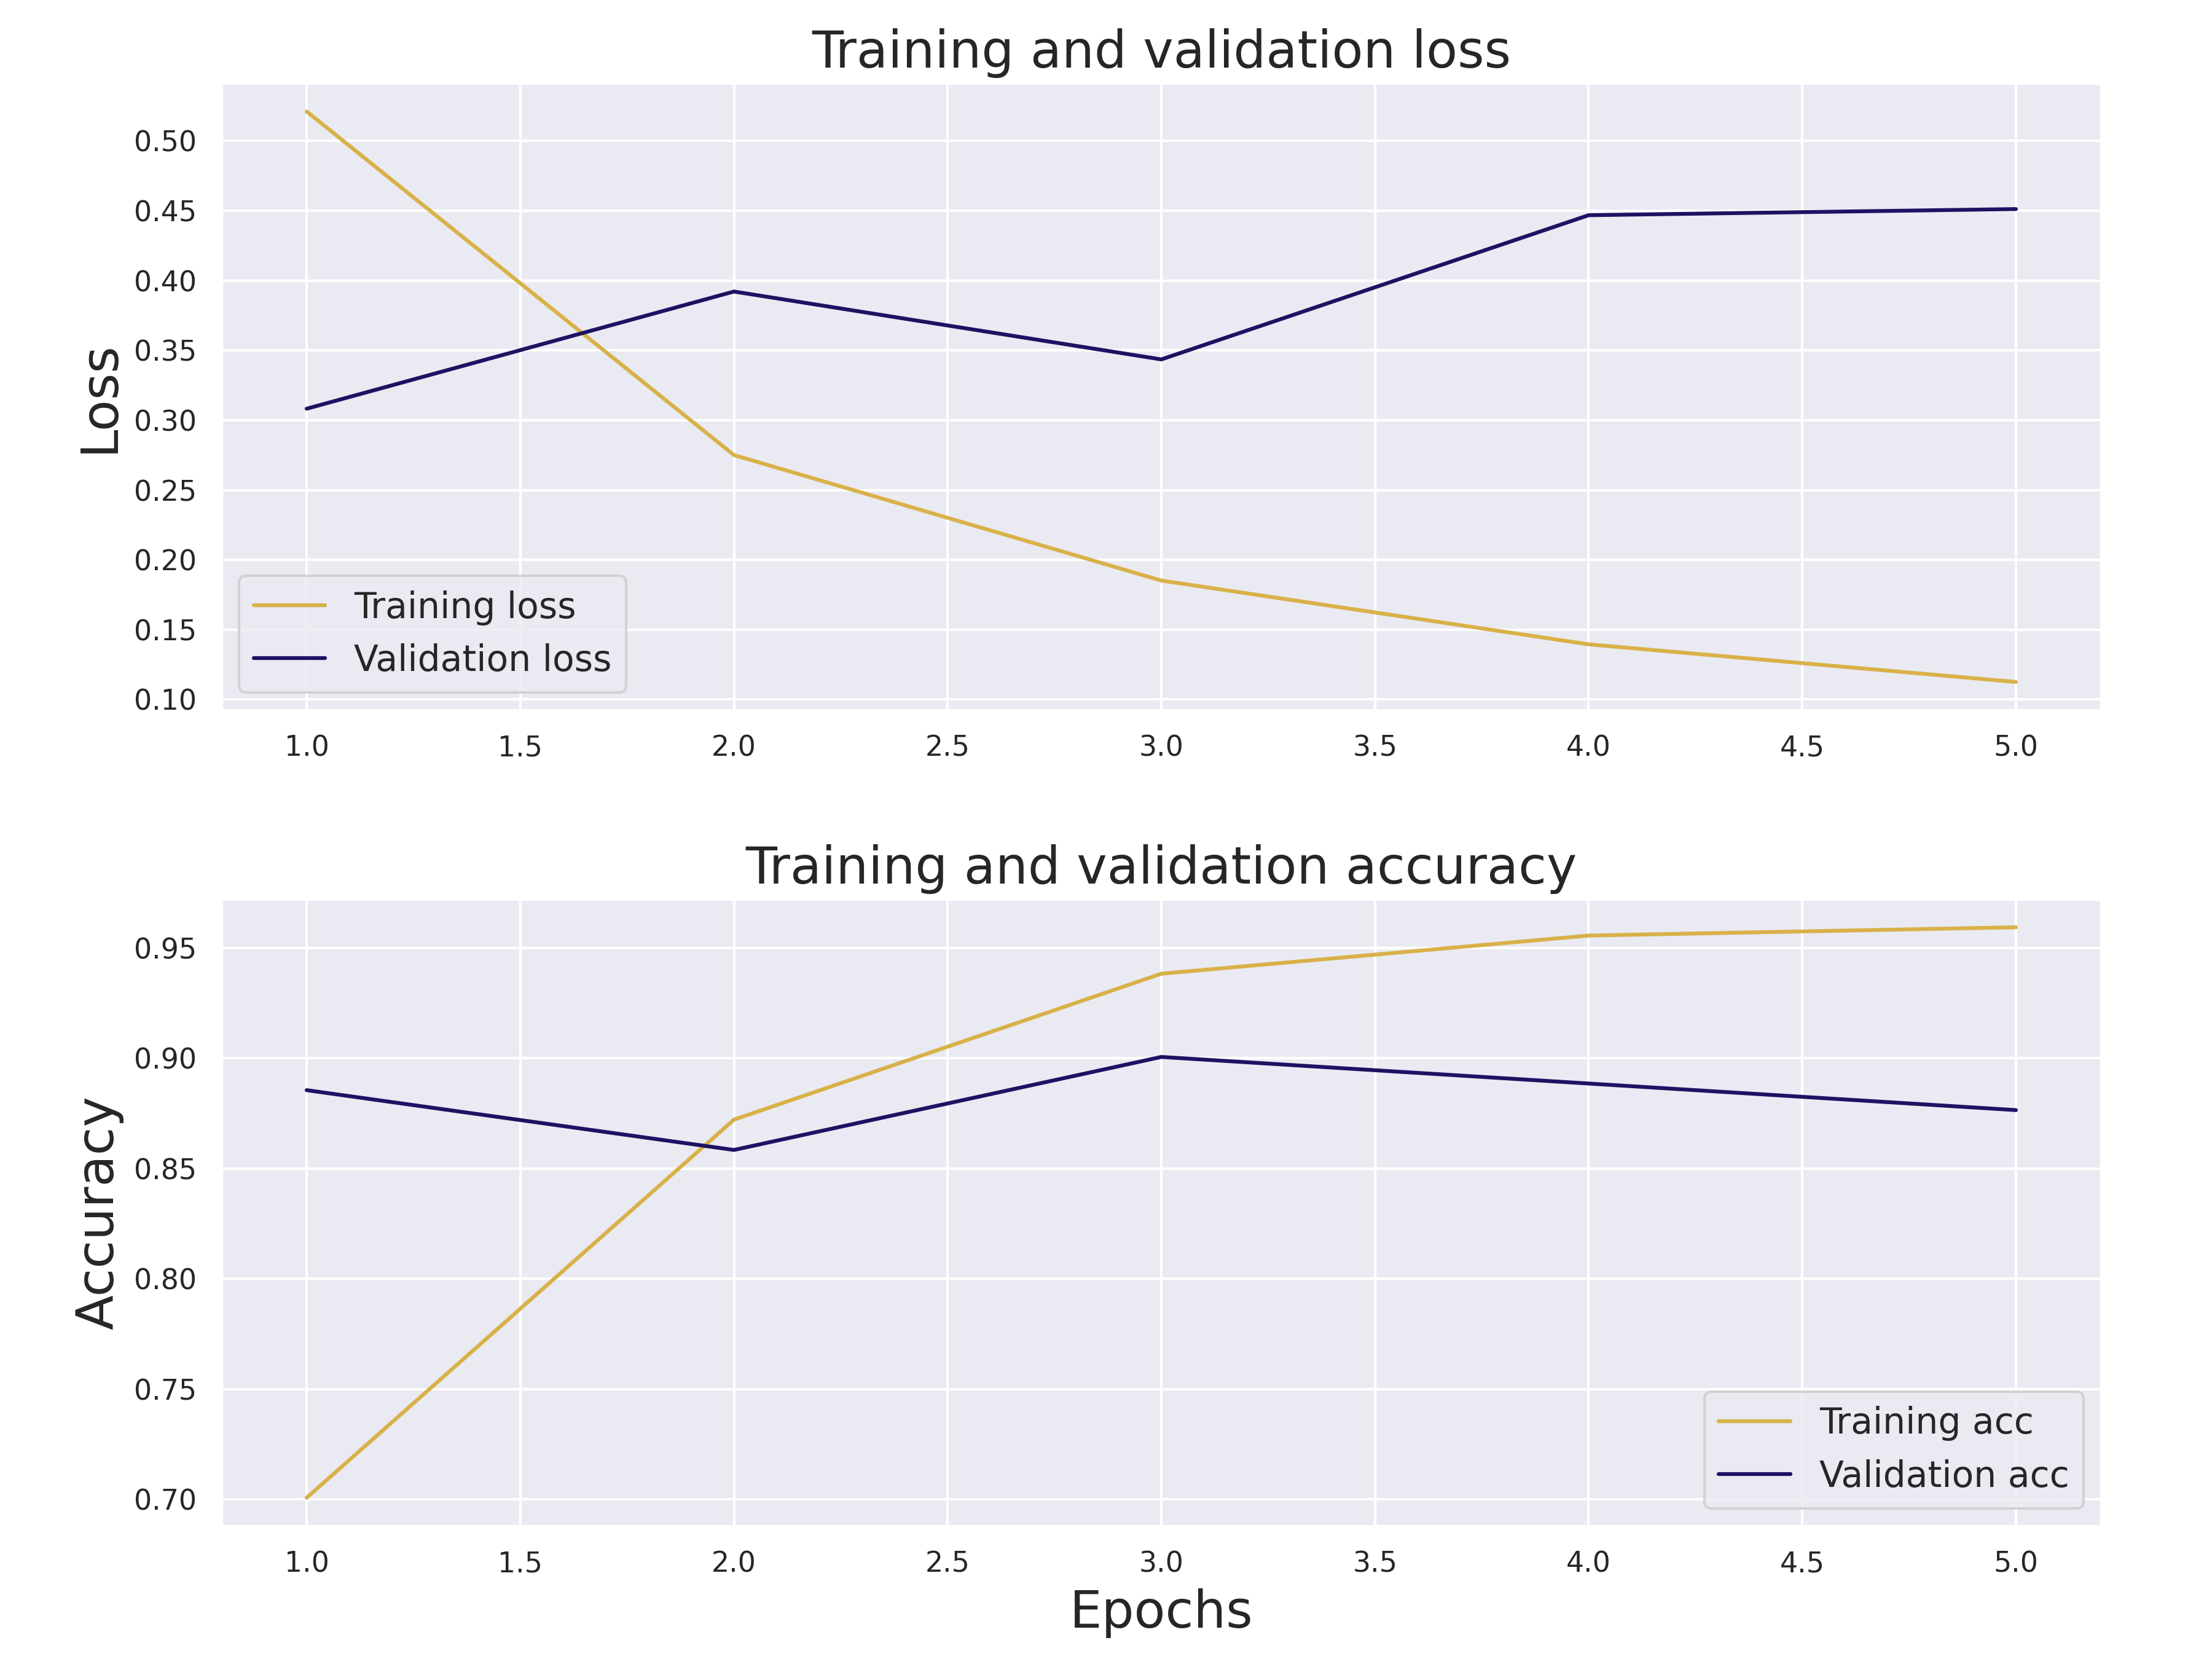 Training and validation loss
0.50
0.45
0.40
0.35
0.30
0.25
0.20
0.15
0.10
Loss
Training loss
Validation loss
1.0 1.5 2.0 2.5 3.0 3.5 4.0 4.5 5.0
Training and validation accuracy
0.95
0.90
0.85
0.80
0.75
0.70
Accuracy
Training acc
Validation acc
1.0 1.5 2.0 2.5 3.0 3.5 4.0 4.5 5.0
Epochs